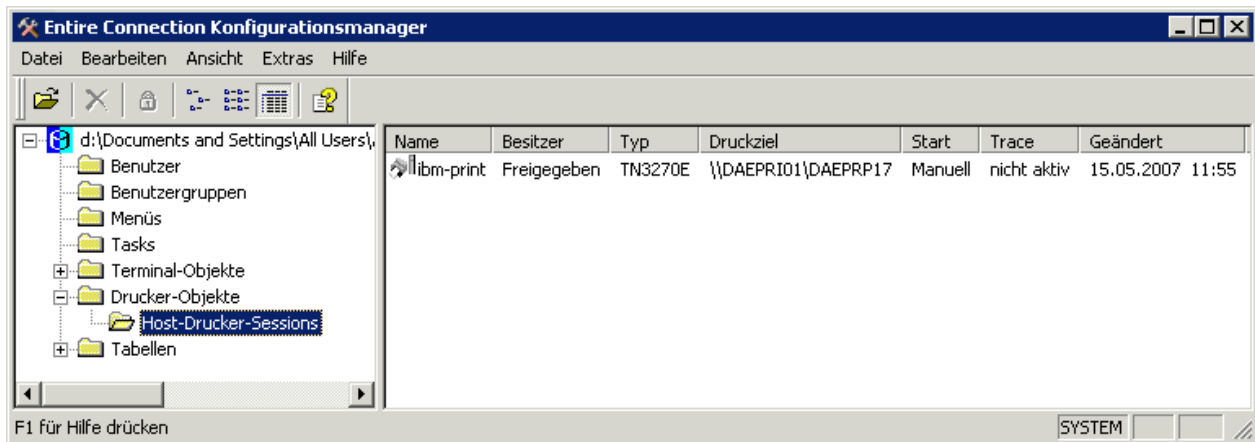 Entire Connection Konfigurationsmanager
Datei Bearbeiten Ansicht Extras Hilfe
d:\Documents and Settings\All Users\
Benutzer
Benutzergruppen
Menüs
Tasks
Terminal-Objekte
Drucker-Objekte
Host-Drucker-Sessions
Tabellen
Name Besitzer Typ Druckziel Start Trace Geändert
ibm-print Freigegeben TN3270E \\DAEPRI01\DAEPRP17 Manuell nicht aktiv 15.05.2007 11:55
F1 für Hilfe drücken
SYSTEM